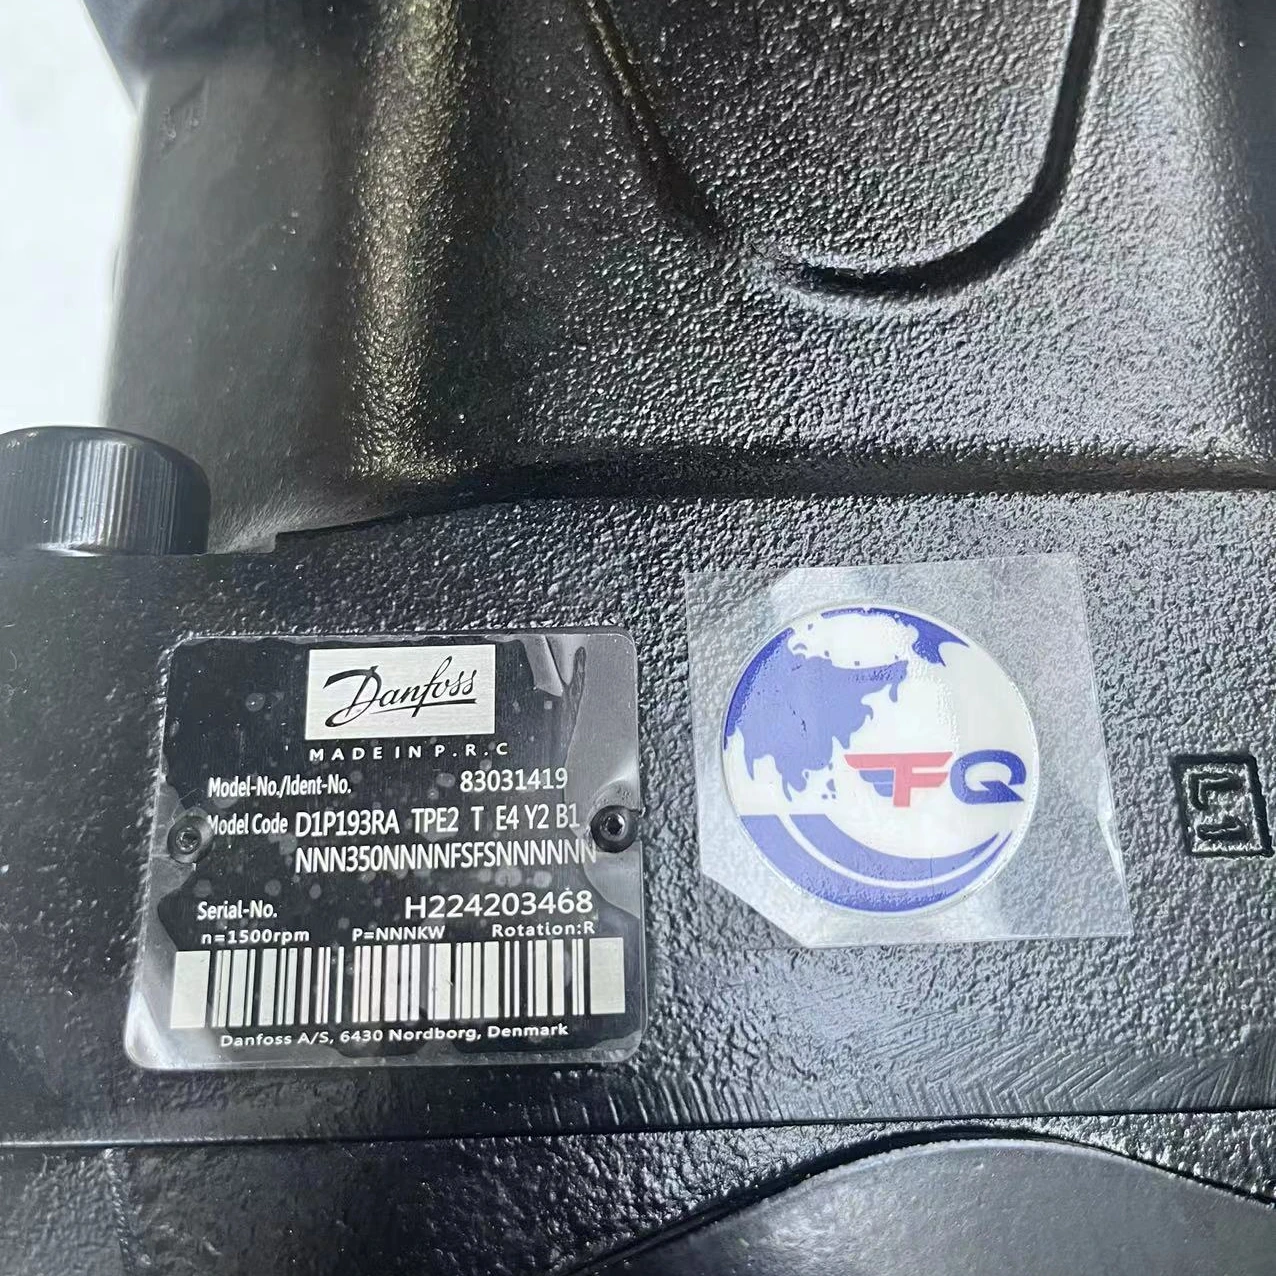 Danfoss
MADE IN P.R.C
Model-No./Ident-No. 83031419
Model Code D1P193RA TPE2 T E4 Y2 B1
NNN350NNNNFSFSNNNNNN
Serial-No. H224203468
n=1500rpm P=NNNKW Rotation:R
Danfoss A/S, 6430 Nordborg, Denmark
FQ